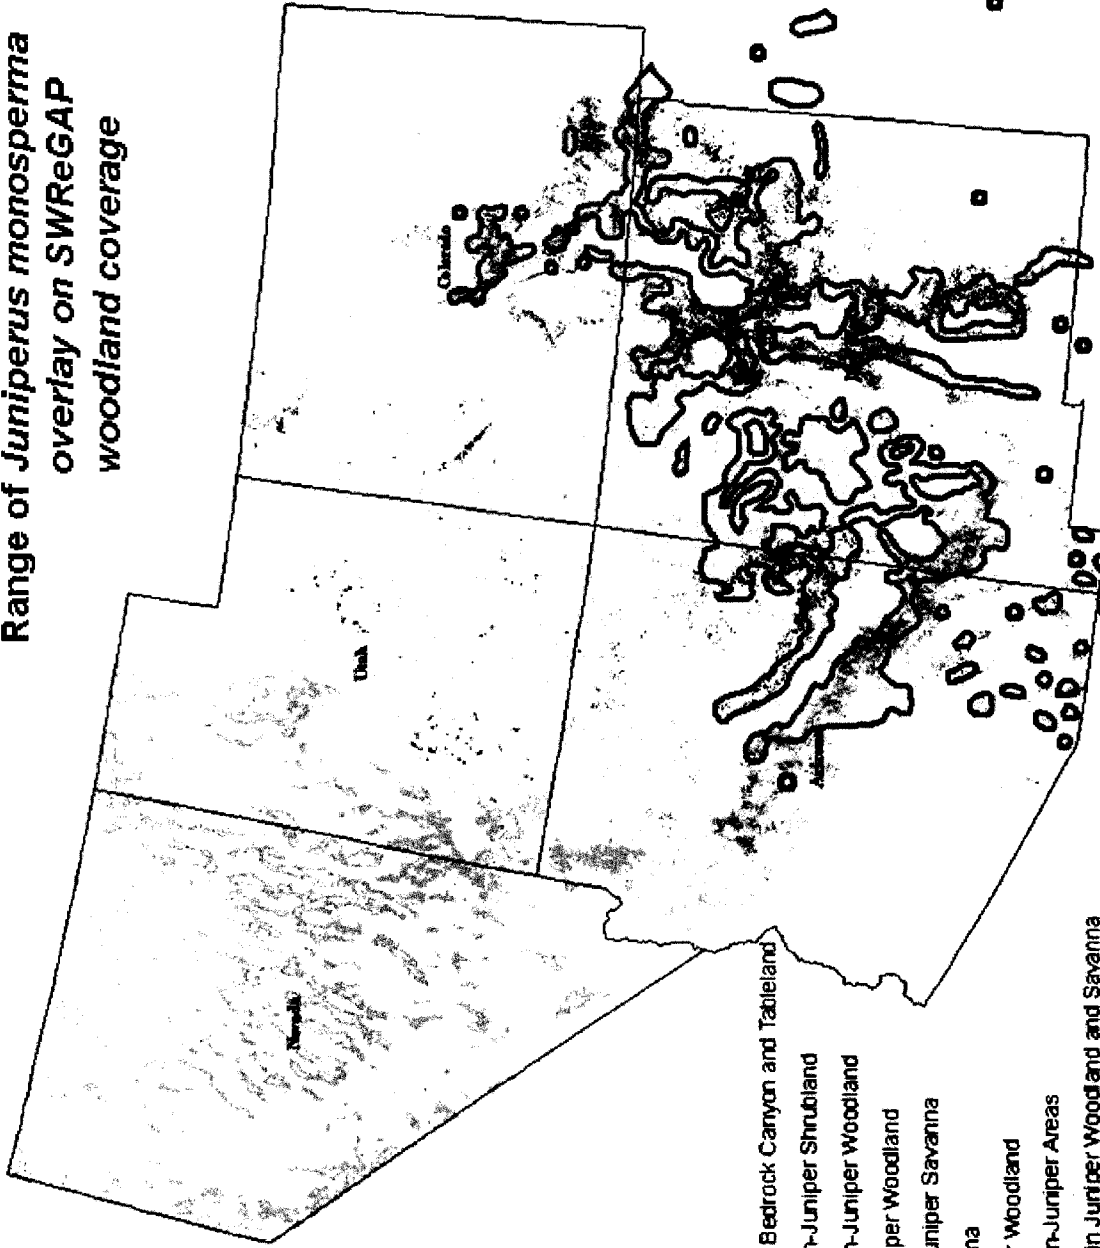 Range of Juniperus monosperma
overlay on SWReGAP
woodland coverage
Colorado
Utah
Nevada
Bedrock Canyon and Tableland
n-Juniper Shrubland
n-Juniper Woodland
per Woodland
uniper Savanna
na
r Woodland
n-Juniper Areas
in Juniper Woodland and Savanna